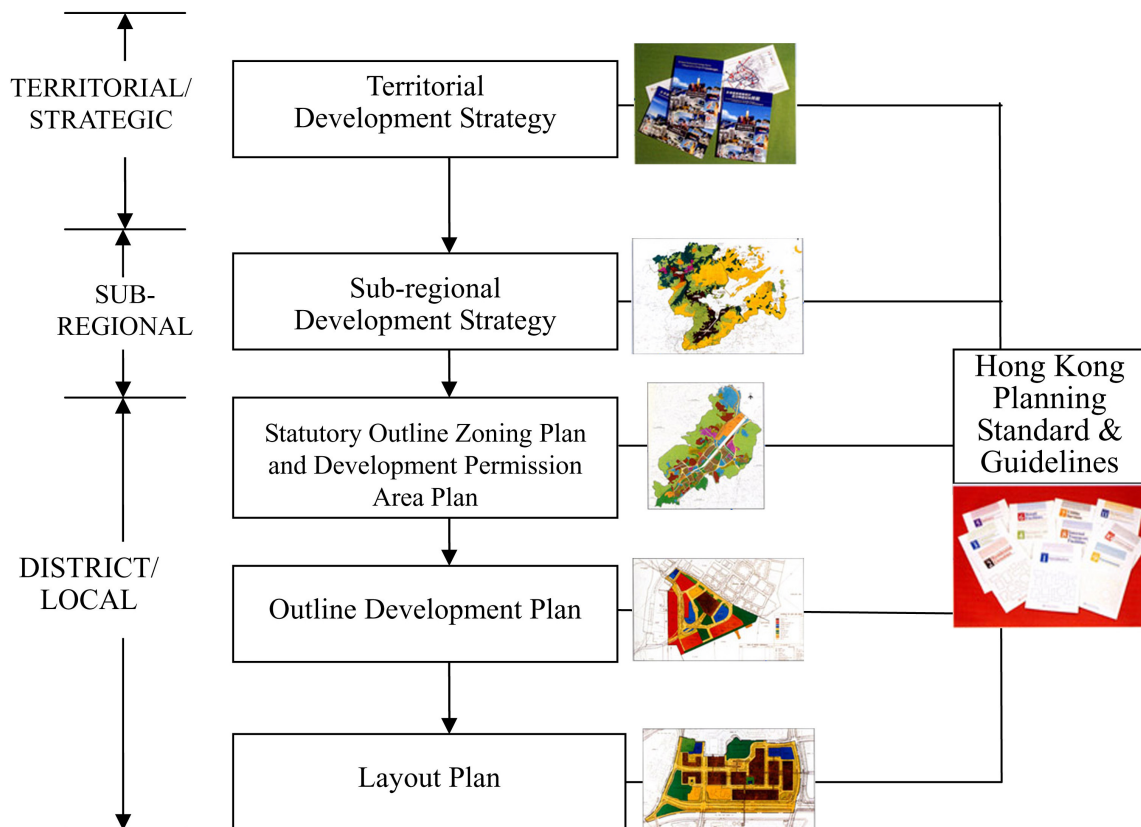 TERRITORIAL/
STRATEGIC
Territorial
Development Strategy
SUB-
REGIONAL
Sub-regional
Development Strategy
Hong Kong
Planning
Standard &
Guidelines
DISTRICT/
LOCAL
Statutory Outline Zoning Plan
and Development Permission
Area Plan
Outline Development Plan
Layout Plan